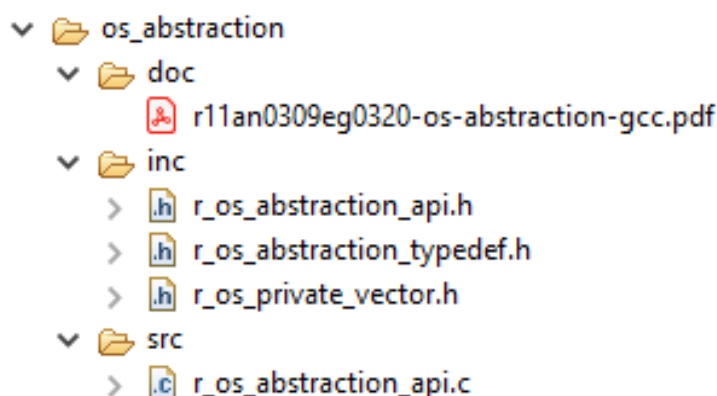 os_abstraction
doc
r11an0309eg0320-os-abstraction-gcc.pdf
inc
.h r_os_abstraction_api.h
.h r_os_abstraction_typedef.h
.h r_os_private_vector.h
src
.c r_os_abstraction_api.c